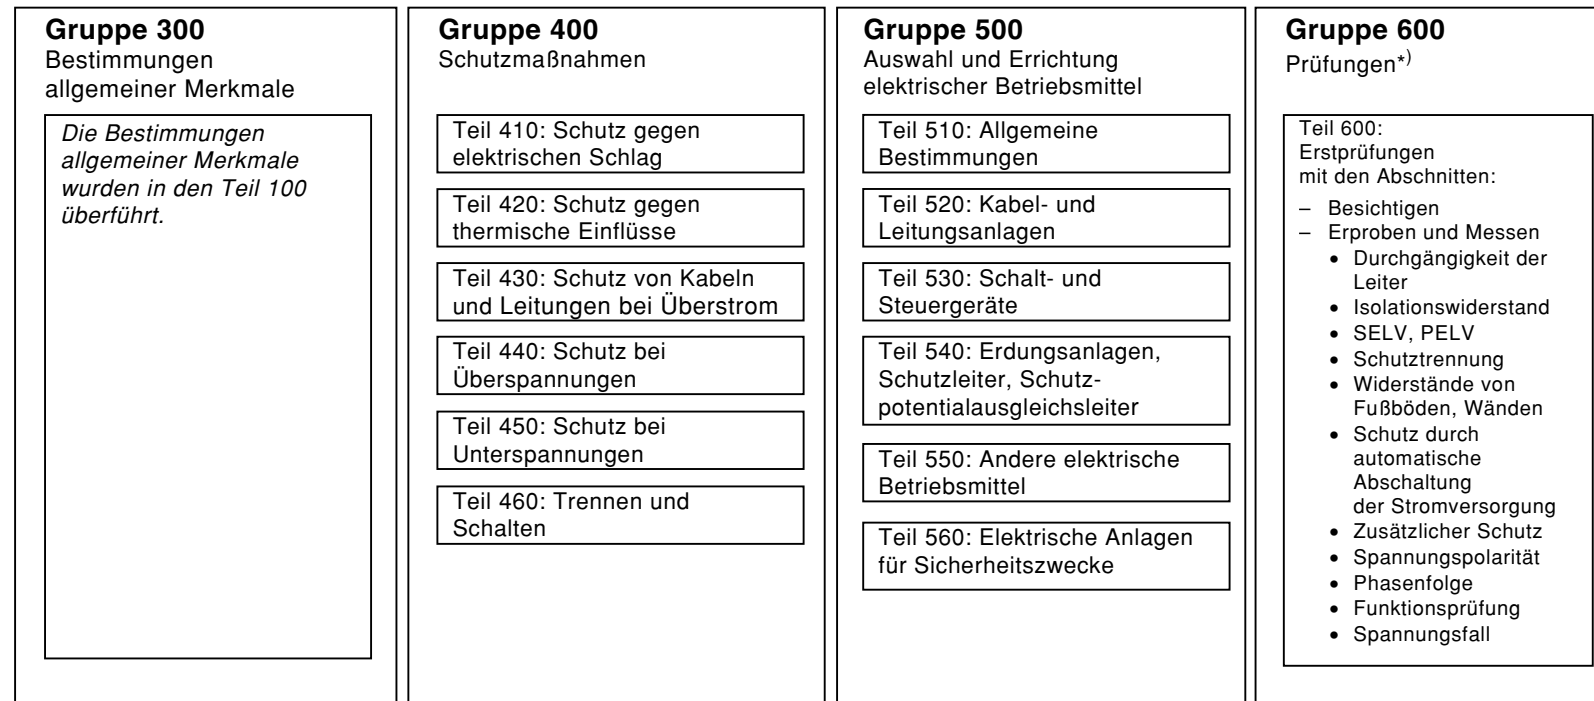 Gruppe 300
Bestimmungen
allgemeiner Merkmale
Die Bestimmungen
allgemeiner Merkmale
wurden in den Teil 100
überführt.
Gruppe 400
Schutzmaßnahmen
Teil 410: Schutz gegen
elektrischen Schlag
Teil 420: Schutz gegen
thermische Einflüsse
Teil 430: Schutz von Kabeln
und Leitungen bei Überstrom
Teil 440: Schutz bei
Überspannungen
Teil 450: Schutz bei
Unterspannungen
Teil 460: Trennen und
Schalten
Gruppe 500
Auswahl und Errichtung
elektrischer Betriebsmittel
Teil 510: Allgemeine
Bestimmungen
Teil 520: Kabel- und
Leitungsanlagen
Teil 530: Schalt- und
Steuergeräte
Teil 540: Erdungsanlagen,
Schutzleiter, Schutz-
potentialausgleichsleiter
Teil 550: Andere elektrische
Betriebsmittel
Teil 560: Elektrische Anlagen
für Sicherheitszwecke
Gruppe 600
Prüfungen*)
Teil 600:
Erstprüfungen
mit den Abschnitten:
– Besichtigen
– Erproben und Messen
• Durchgängigkeit der
Leiter
• Isolationswiderstand
• SELV, PELV
• Schutztrennung
• Widerstände von
Fußböden, Wänden
• Schutz durch
automatische
Abschaltung
der Stromversorgung
• Zusätzlicher Schutz
• Spannungspolarität
• Phasenfolge
• Funktionsprüfung
• Spannungsfall